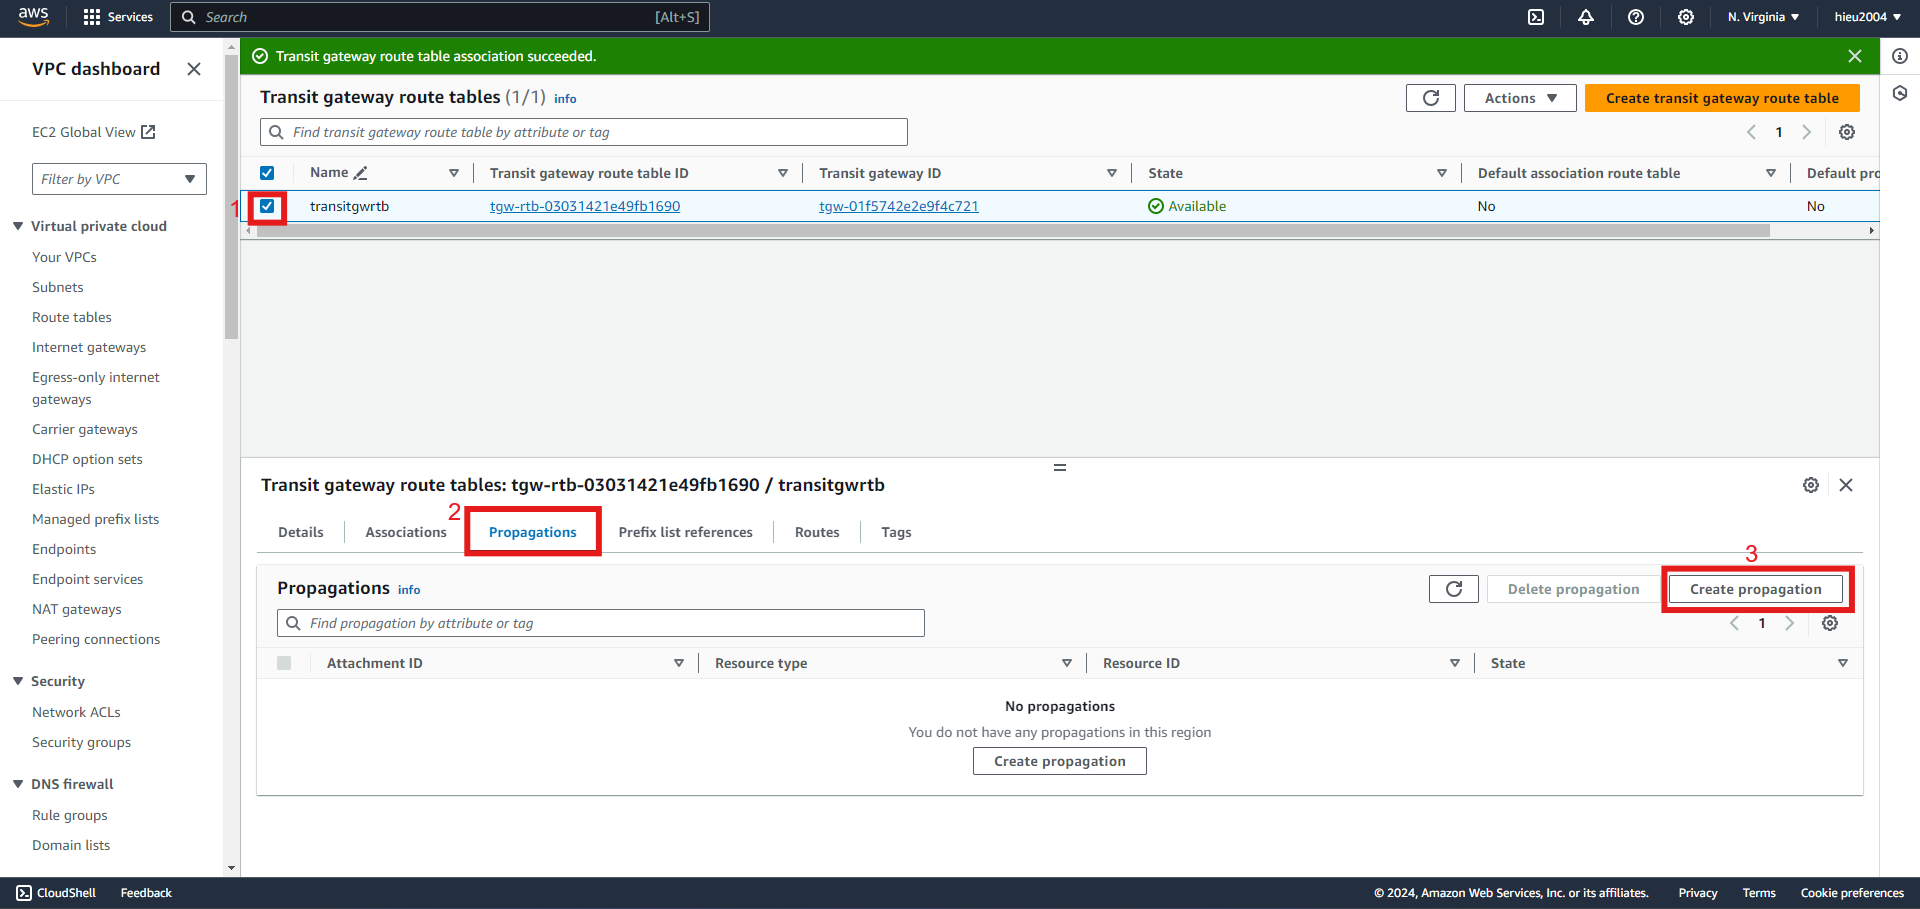 aws
Services
Search
[Alt+S]
N. Virginia
hieu2004
VPC dashboard
EC2 Global View
Filter by VPC
Virtual private cloud
Your VPCs
Subnets
Route tables
Internet gateways
Egress-only internet
gateways
Carrier gateways
DHCP option sets
Elastic IPs
Managed prefix lists
Endpoints
Endpoint services
NAT gateways
Peering connections
Security
Network ACLs
Security groups
DNS firewall
Rule groups
Domain lists
Transit gateway route table association succeeded.
Transit gateway route tables (1/1) info
Actions
Create transit gateway route table
Find transit gateway route table by attribute or tag
1
Name
Transit gateway route table ID
Transit gateway ID
State
Default association route table
Default pro
1
transitgwrtb
tgw-rtb-03031421e49fb1690
tgw-01f5742e2e9f4c721
Available
No
No
Transit gateway route tables: tgw-rtb-03031421e49fb1690 / transitgwrtb
Details
Associations
2
Propagations
Prefix list references
Routes
Tags
3
Propagations info
Delete propagation
Create propagation
Find propagation by attribute or tag
1
Attachment ID
Resource type
Resource ID
State
No propagations
You do not have any propagations in this region
Create propagation
CloudShell
Feedback
© 2024, Amazon Web Services, Inc. or its affiliates.
Privacy
Terms
Cookie preferences